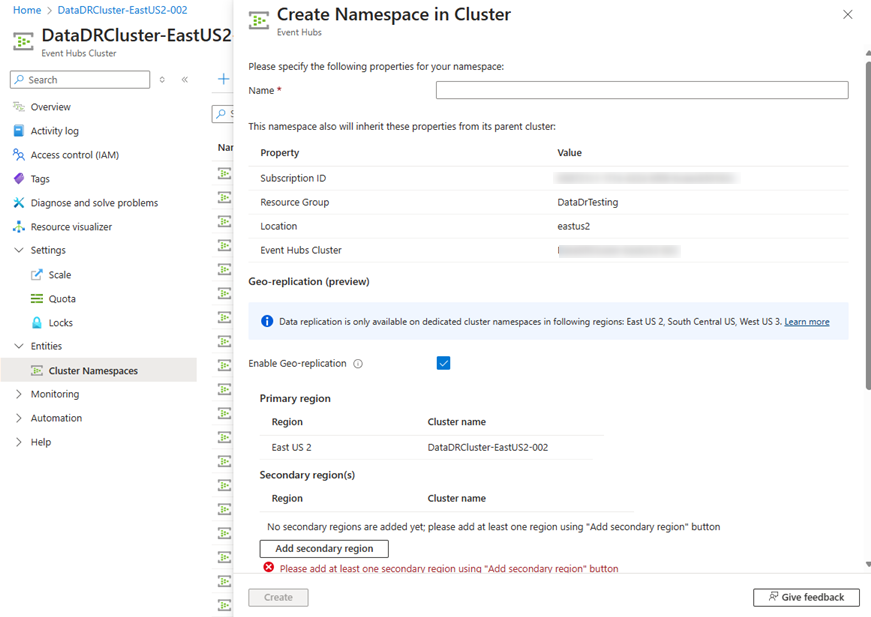 Home > DataDRCluster-EastUS2-002
DataDRCluster-EastUS2
Event Hubs Cluster
Search
Overview
Activity log
Access control (IAM)
Tags
Diagnose and solve problems
Resource visualizer
Settings
Scale
Quota
Locks
Entities
Cluster Namespaces
Monitoring
Automation
Help
Create Namespace in Cluster
Event Hubs
Please specify the following properties for your namespace:
Name *
This namespace also will inherit these properties from its parent cluster:
Property Value
Subscription ID
Resource Group DataDrTesting
Location eastus2
Event Hubs Cluster
Geo-replication (preview)
Data replication is only available on dedicated cluster namespaces in following regions: East US 2, South Central US, West US 3. Learn more
Enable Geo-replication
Primary region
Region Cluster name
East US 2 DataDRCluster-EastUS2-002
Secondary region(s)
Region Cluster name
No secondary regions are added yet; please add at least one region using "Add secondary region" button
Add secondary region
Please add at least one secondary region using "Add secondary region" button
Create
Give feedback